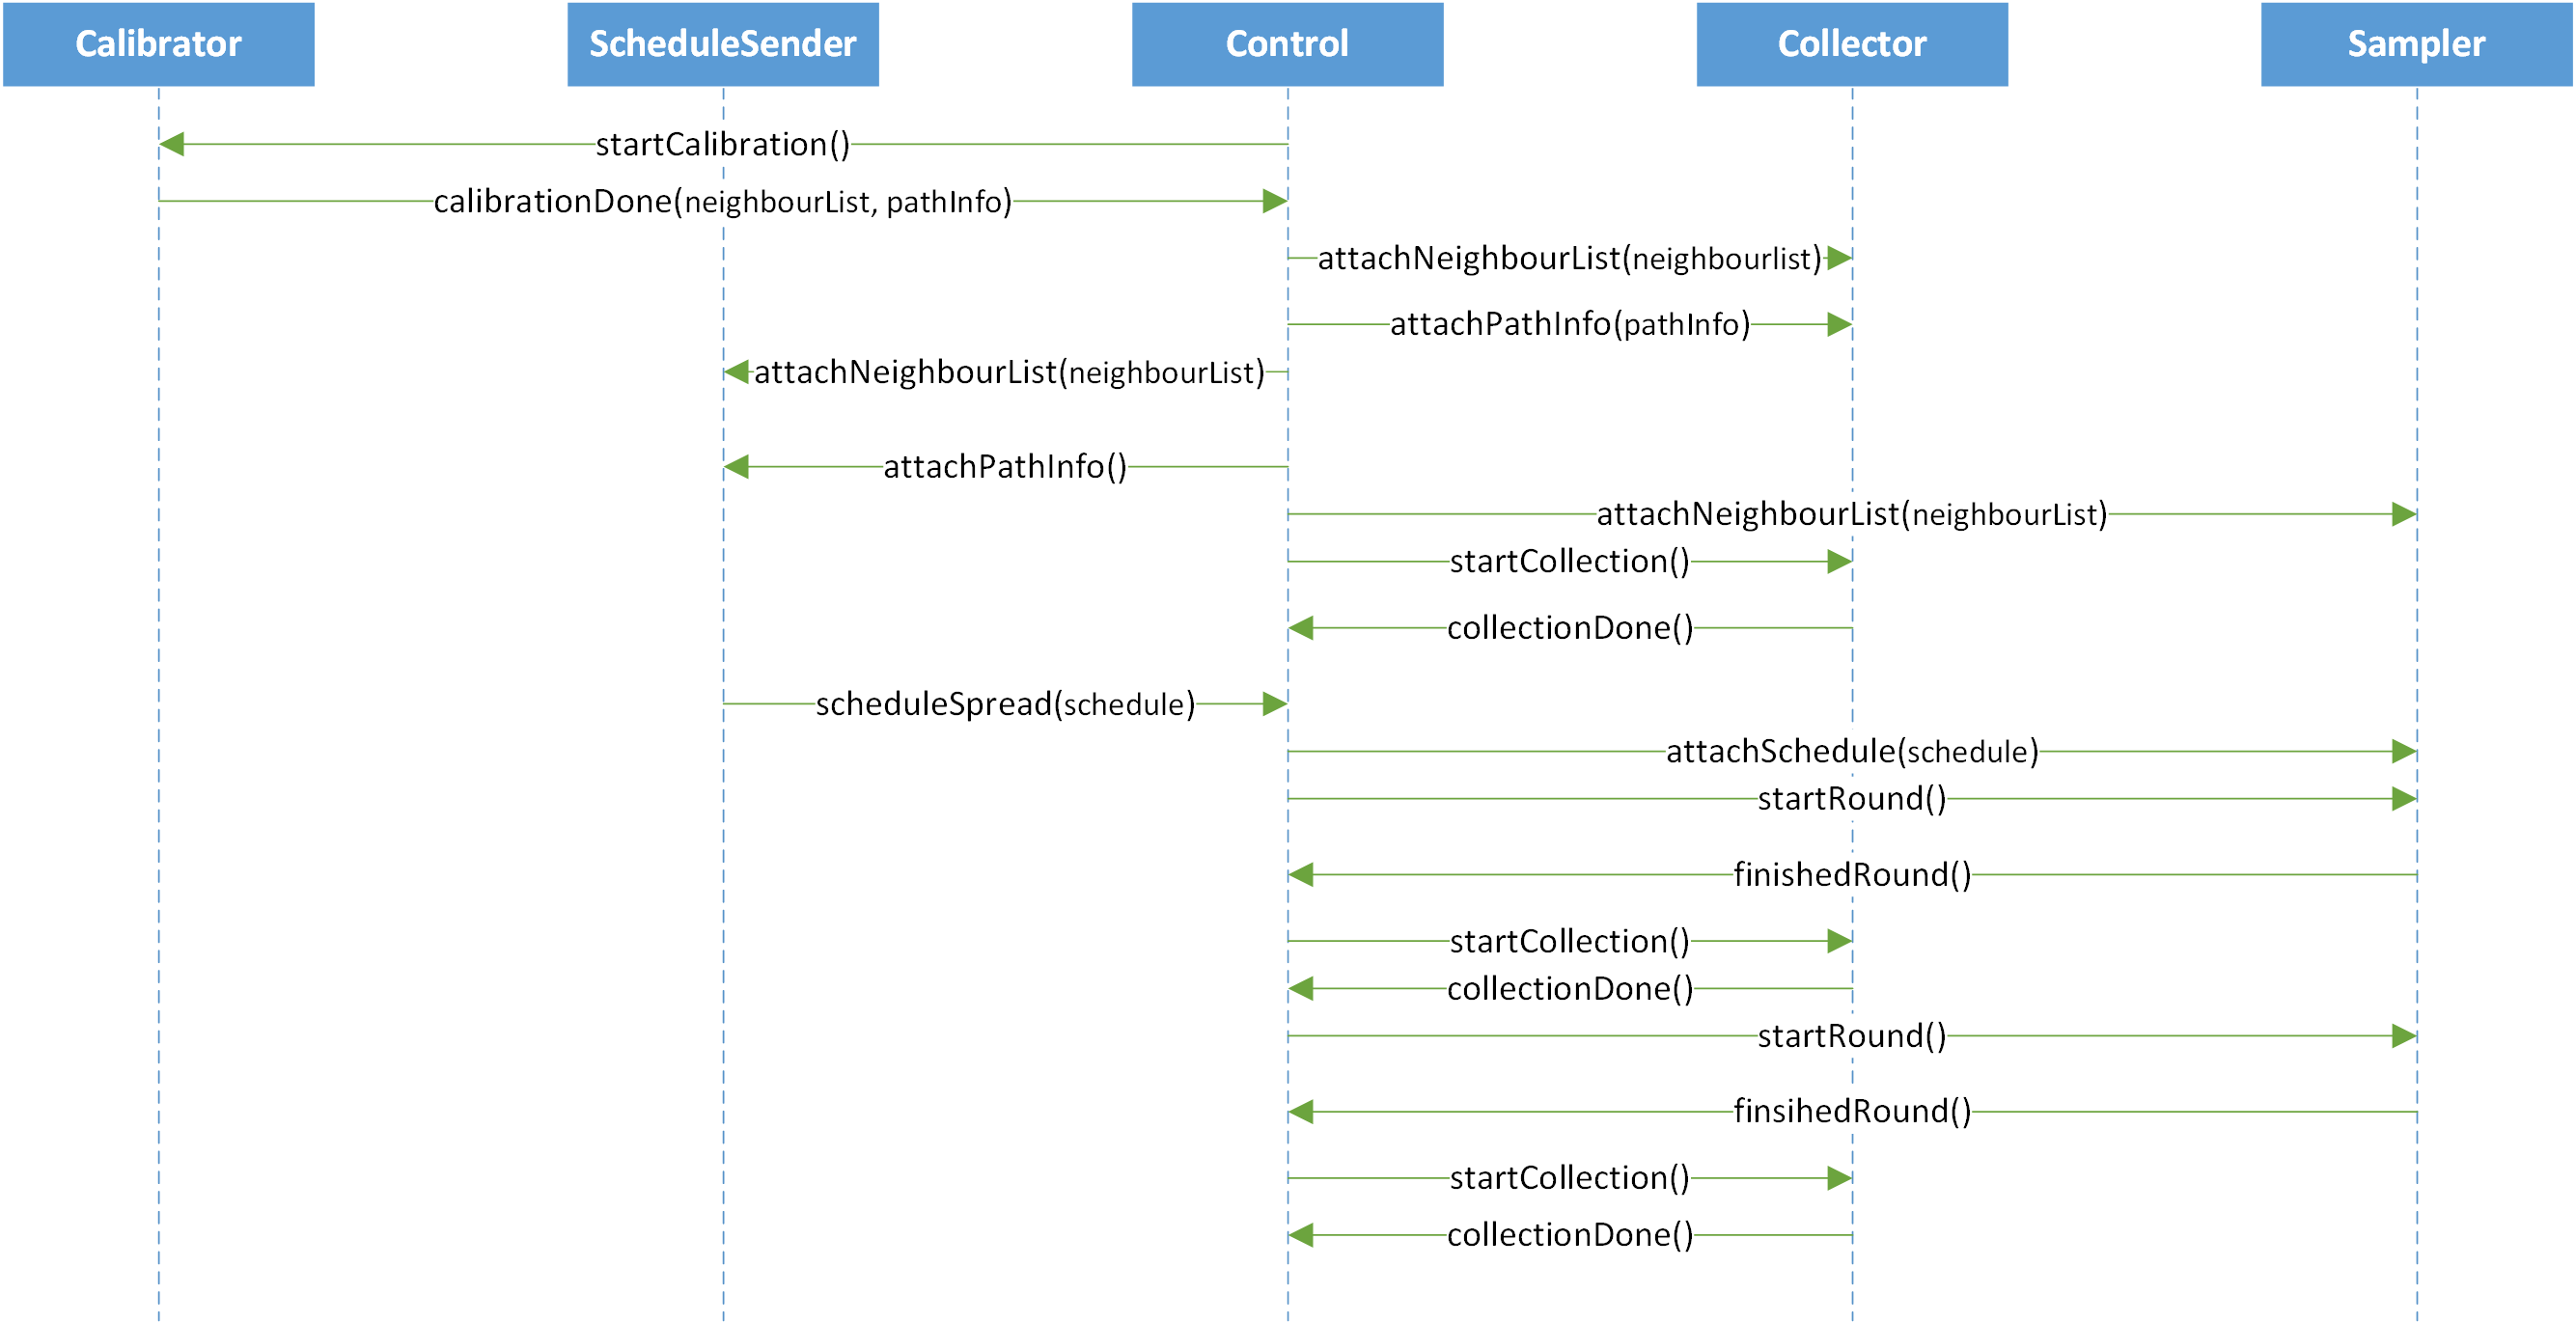 Calibrator
ScheduleSender
Control
Collector
Sampler
startCalibration()
calibrationDone(neighbourList, pathInfo)
attachNeighbourList(neighbourlist)
attachPathInfo(pathInfo)
attachNeighbourList(neighbourList)
attachPathInfo()
attachNeighbourList(neighbourList)
startCollection()
collectionDone()
scheduleSpread(schedule)
attachSchedule(schedule)
startRound()
finishedRound()
startCollection()
collectionDone()
startRound()
finsihedRound()
startCollection()
collectionDone()